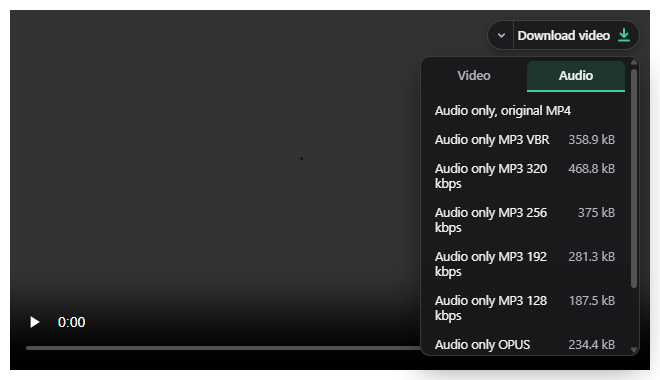 Download video
Video Audio
Audio only, original MP4
Audio only MP3 VBR 358.9 kB
Audio only MP3 320 468.8 kB
kbps
Audio only MP3 256 375 kB
kbps
Audio only MP3 192 281.3 kB
kbps
Audio only MP3 128 187.5 kB
kbps
Audio only OPUS 234.4 kB
0:00